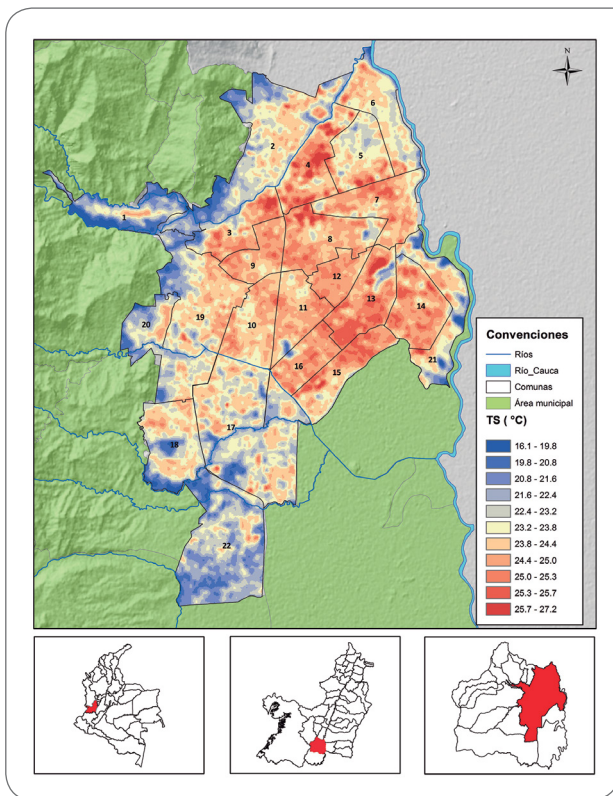 N
6
2
5
4
7
1
3
8
9
12
13
14
19
20
10
11
21
16
15
18
17
22
Convenciones
Ríos
Río_Cauca
Comunas
Área municipal
TS ( °C)
16.1 - 19.8
19.8 - 20.8
20.8 - 21.6
21.6 - 22.4
22.4 - 23.2
23.2 - 23.8
23.8 - 24.4
24.4 - 25.0
25.0 - 25.3
25.3 - 25.7
25.7 - 27.2